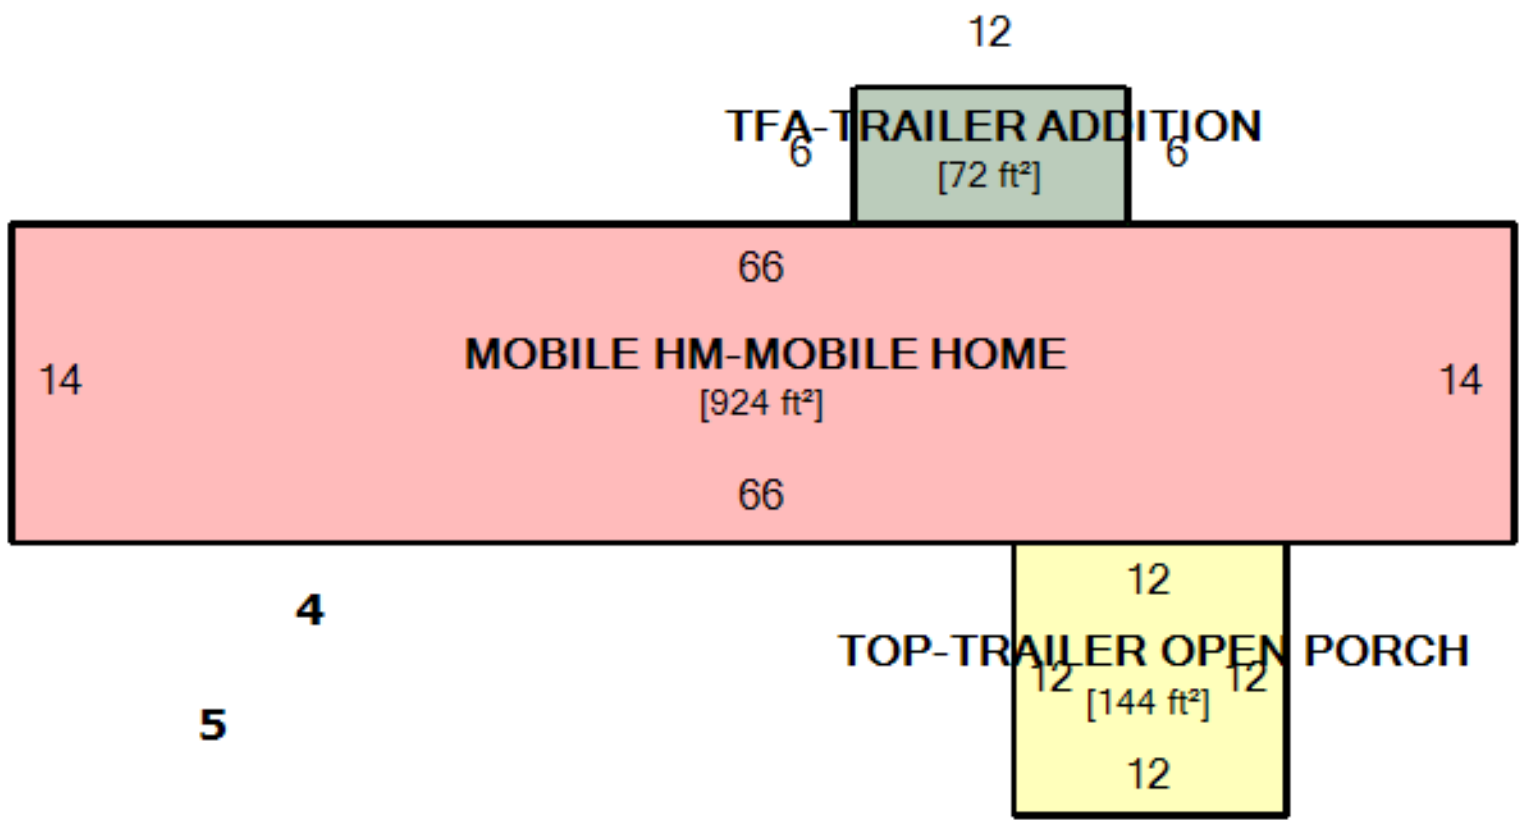 12
TFA-TRAILER ADDITION
6 6
[72 ft²]
66
MOBILE HM-MOBILE HOME
14 14
[924 ft²]
66
12
4
TOP-TRAILER OPEN PORCH
12 12
[144 ft²]
5
12